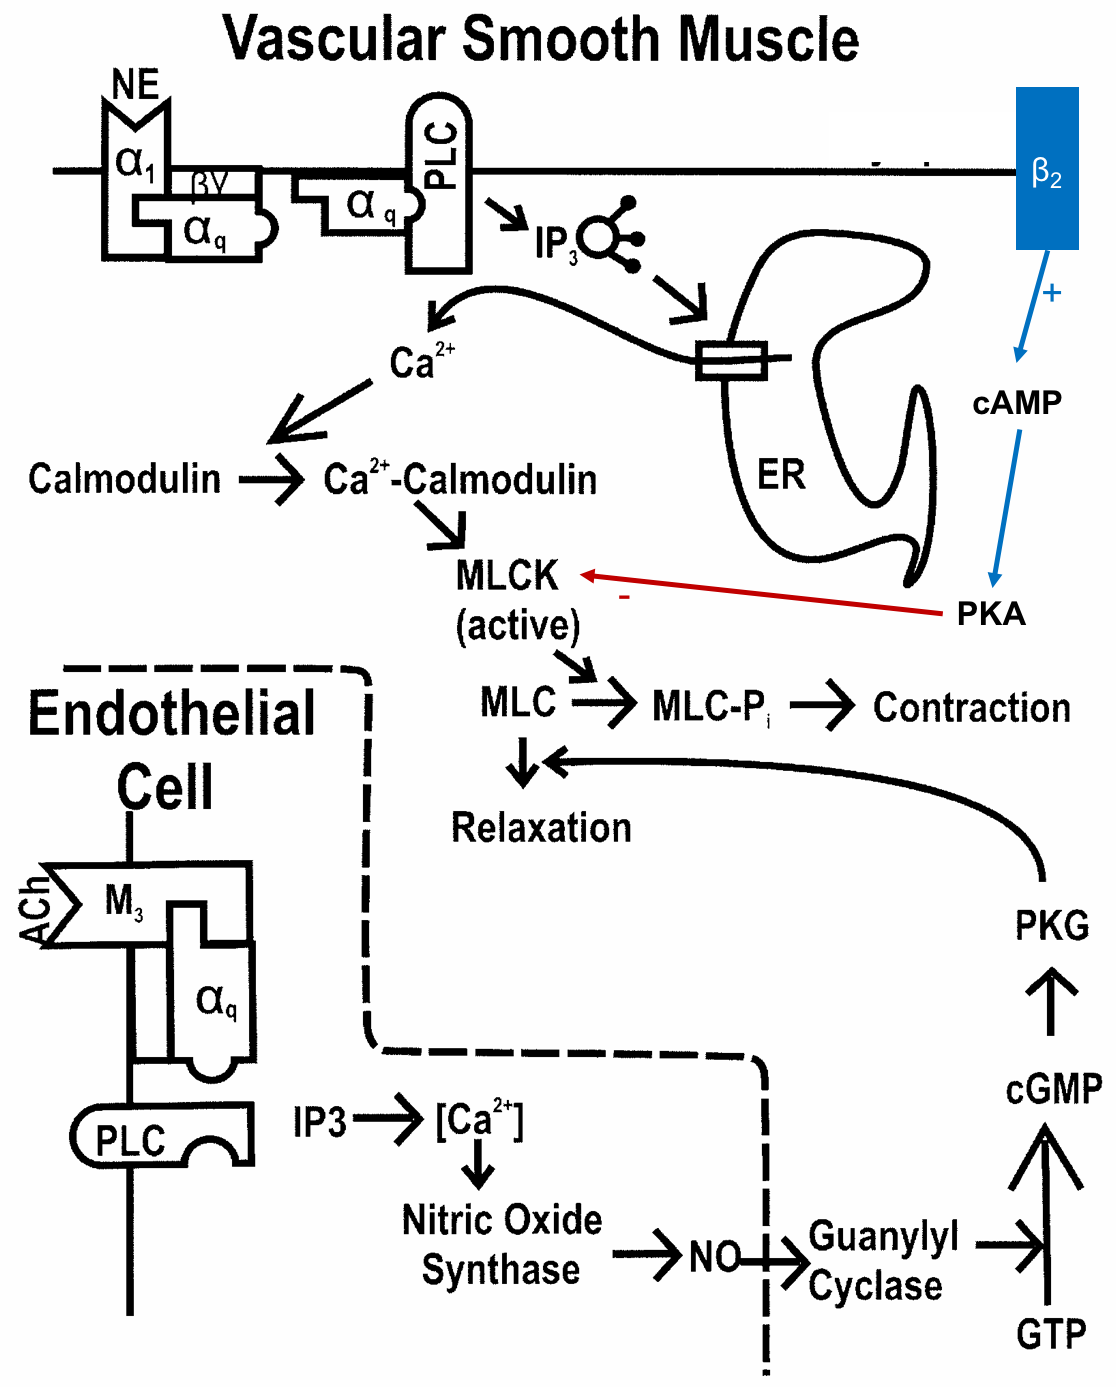 Vascular Smooth Muscle
NE
α1
βγ
αq
αq
PLC
β2
IP3
+
Ca2+
cAMP
Calmodulin
Ca2+-Calmodulin
ER
MLCK
(active)
-
PKA
MLC
MLC-Pi
Contraction
Relaxation
Endothelial
Cell
ACh
M3
αq
PLC
PKG
cGMP
IP3
[Ca2+]
Nitric Oxide
Synthase
NO
Guanylyl
Cyclase
GTP